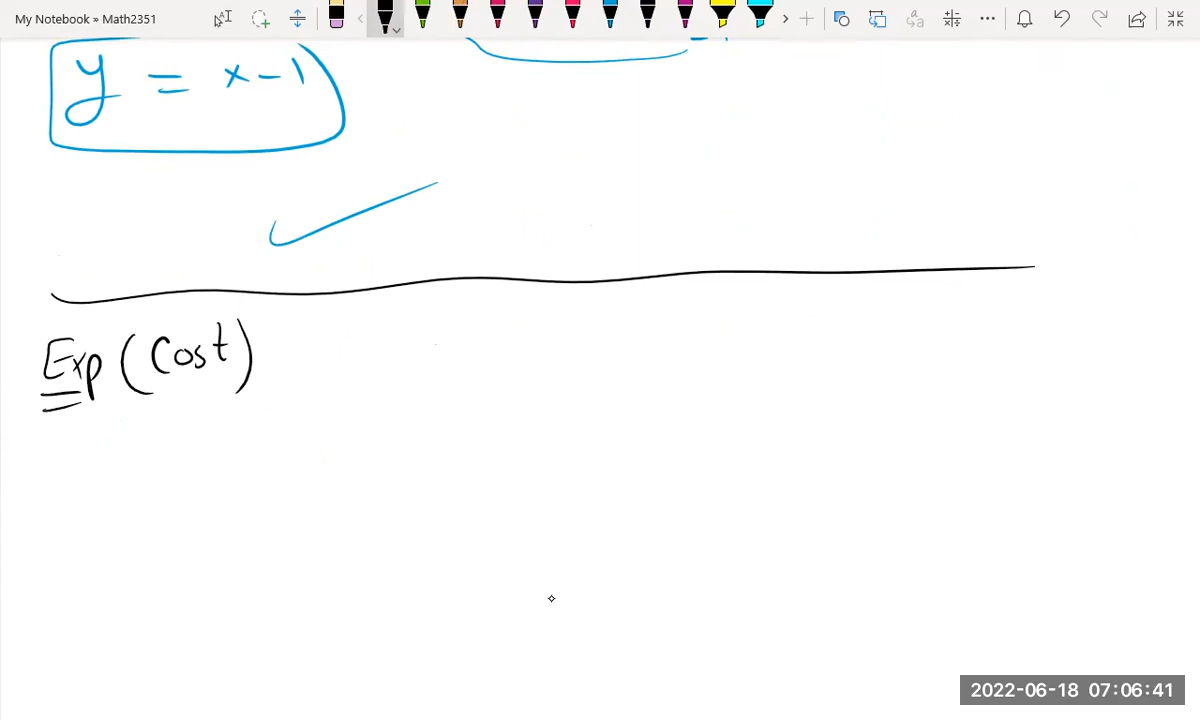 My Notebook » Math2351
y = x-1
Exp (Cost)
2022-06-18 07:06:41